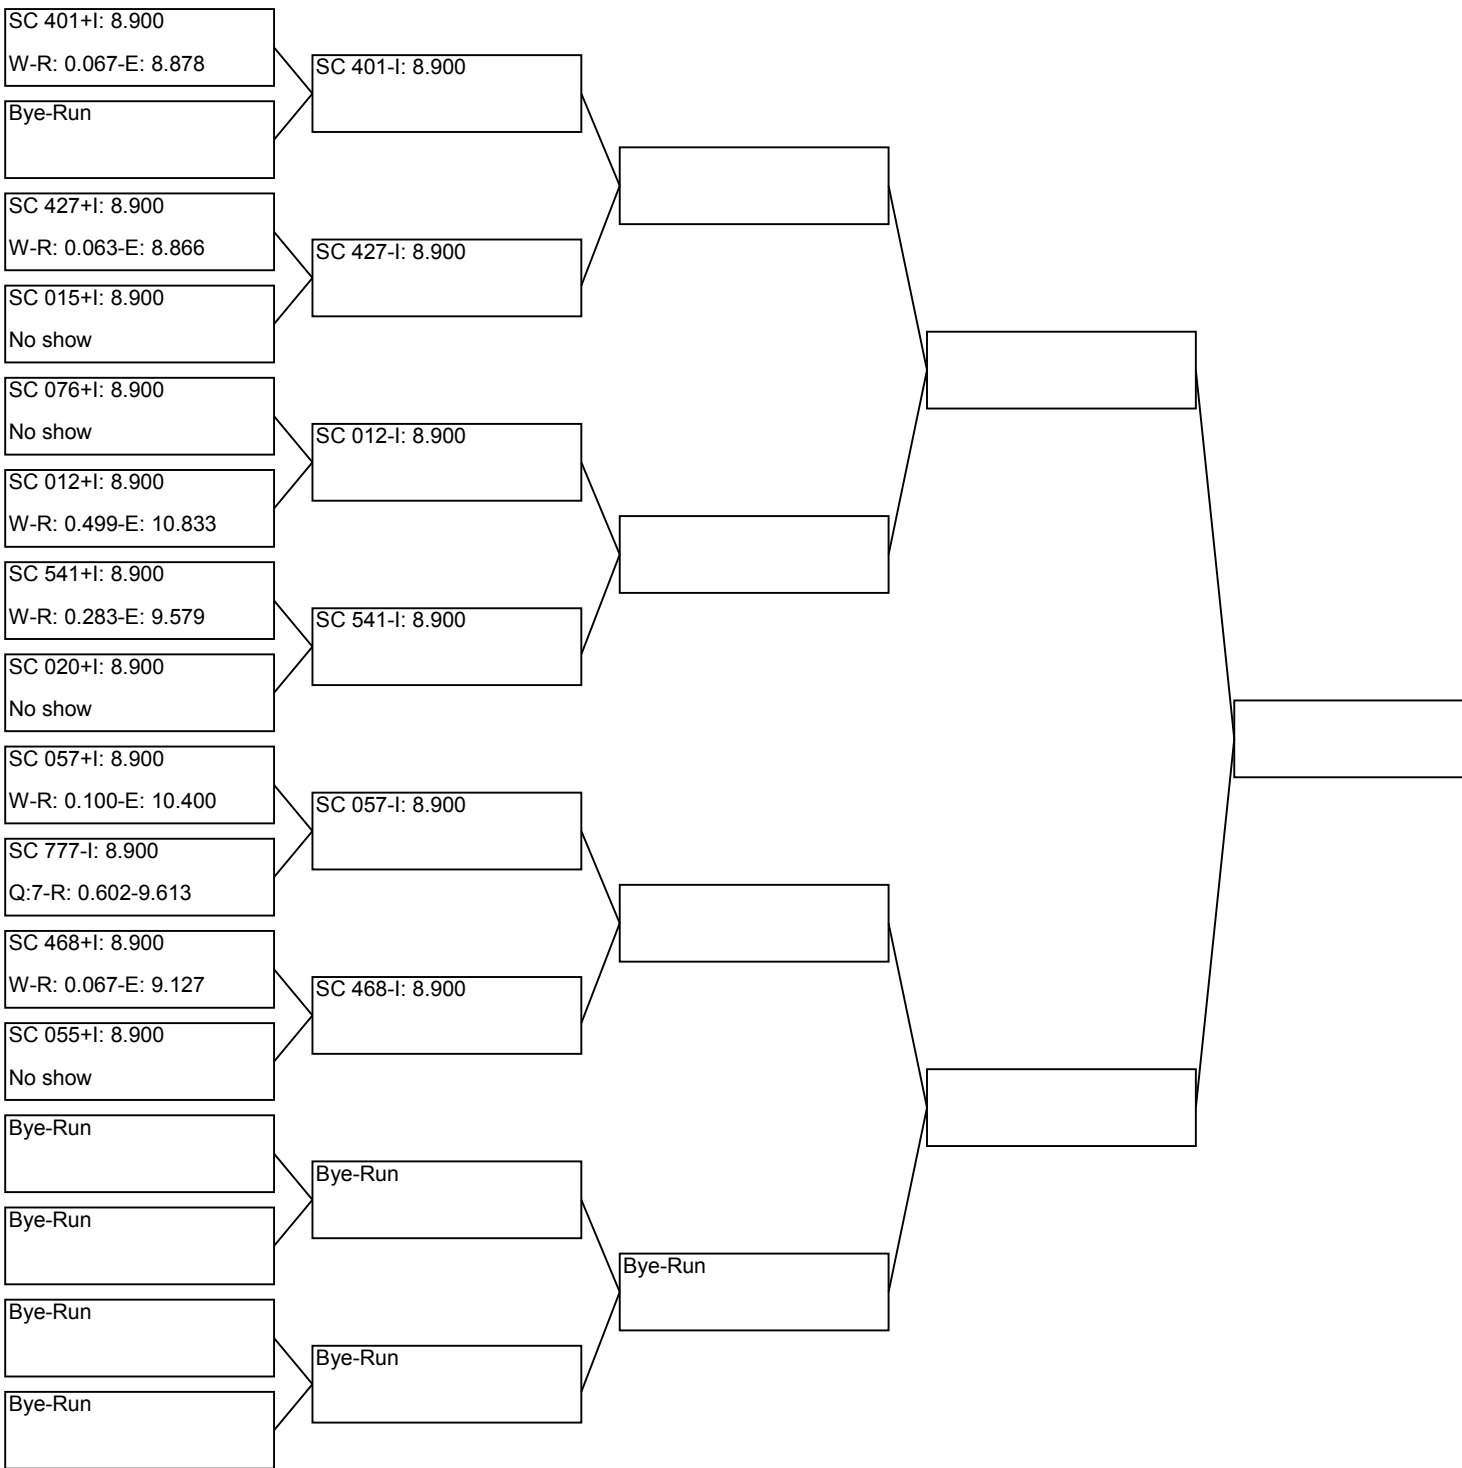 SC 401+I: 8.900
W-R: 0.067-E: 8.878
Bye-Run
SC 427+I: 8.900
W-R: 0.063-E: 8.866
SC 015+I: 8.900
No show
SC 076+I: 8.900
No show
SC 012+I: 8.900
W-R: 0.499-E: 10.833
SC 541+I: 8.900
W-R: 0.283-E: 9.579
SC 020+I: 8.900
No show
SC 057+I: 8.900
W-R: 0.100-E: 10.400
SC 777-I: 8.900
Q:7-R: 0.602-9.613
SC 468+I: 8.900
W-R: 0.067-E: 9.127
SC 055+I: 8.900
No show
Bye-Run
Bye-Run
Bye-Run
Bye-Run
SC 401-I: 8.900
SC 427-I: 8.900
SC 012-I: 8.900
SC 541-I: 8.900
SC 057-I: 8.900
SC 468-I: 8.900
Bye-Run
Bye-Run
Bye-Run